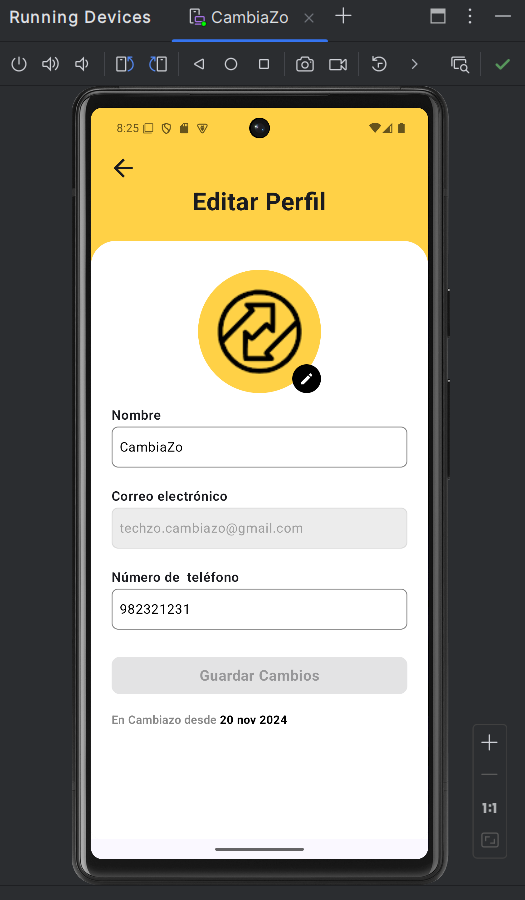 Running Devices
CambiaZo
8:25
Editar Perfil
Nombre
CambiaZo
Correo electrónico
techzo.cambiazo@gmail.com
Número de  teléfono
982321231
Guardar Cambios
En Cambiazo desde 20 nov 2024
1:1